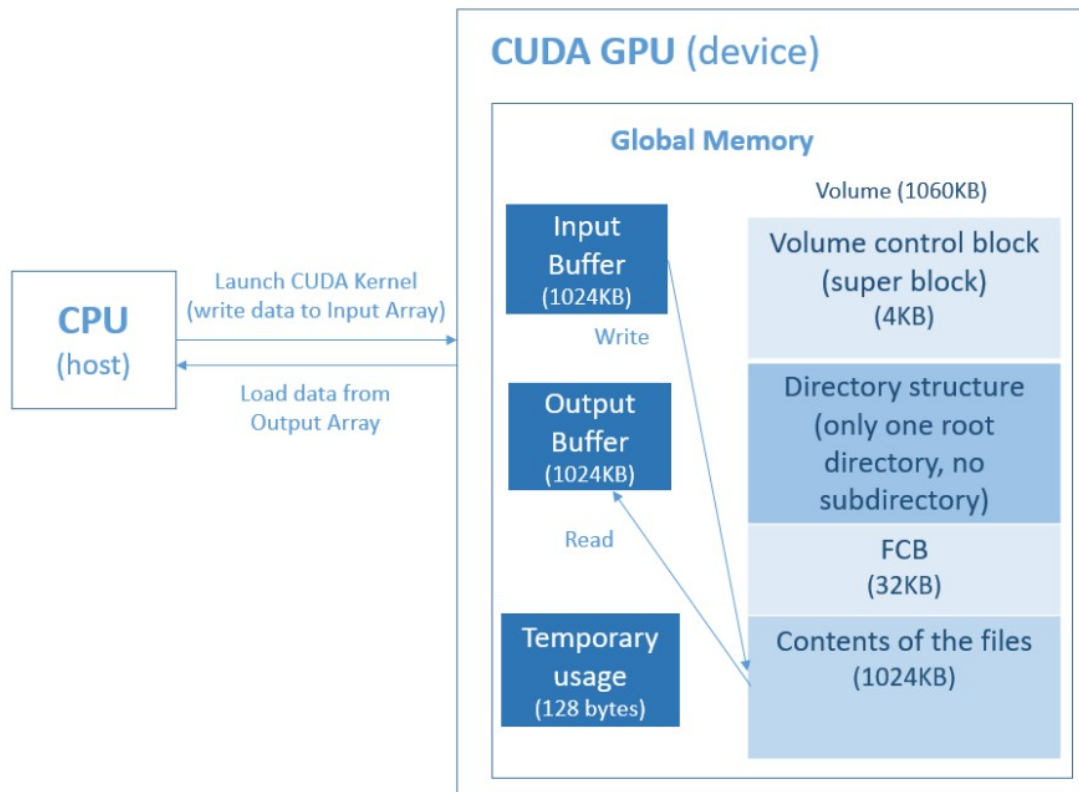 CUDA GPU (device)
Global Memory
Volume (1060KB)
Input
Buffer
(1024KB)
Volume control block
(super block)
(4KB)
Launch CUDA Kernel
(write data to Input Array)
CPU
(host)
Write
Load data from
Output Array
Output
Buffer
(1024KB)
Directory structure
(only one root
directory, no
subdirectory)
Read
FCB
(32KB)
Temporary
usage
(128 bytes)
Contents of the files
(1024KB)